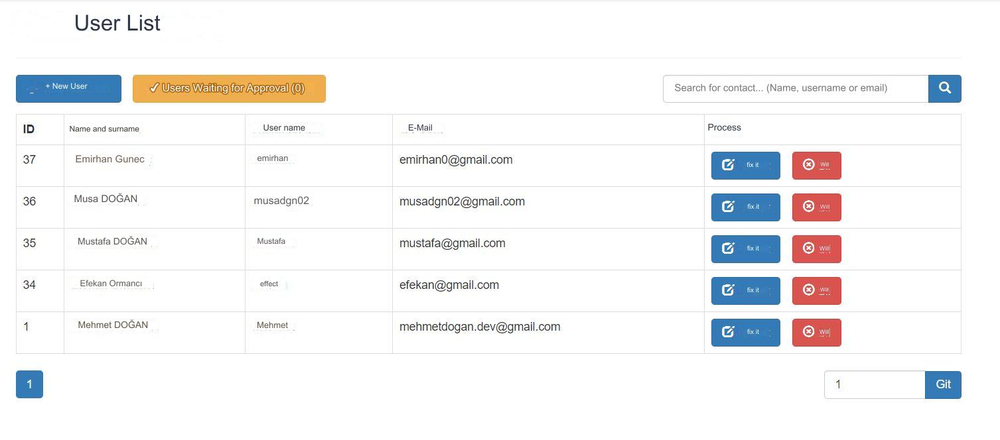 User List
+ New User
✓ Users Waiting for Approval (0)
Search for contact... (Name, username or email)
ID Name and surname User name E-Mail Process
37 Emirhan Gunec emirhan emirhan0@gmail.com fix it Will
36 Musa DOĞAN musadgn02 musadgn02@gmail.com fix it Will
35 Mustafa DOĞAN Mustafa mustafa@gmail.com fix it Will
34 Efekan Ormancı effect efekan@gmail.com fix it Will
1 Mehmet DOĞAN Mehmet mehmetdogan.dev@gmail.com fix it Will
1
1 Git